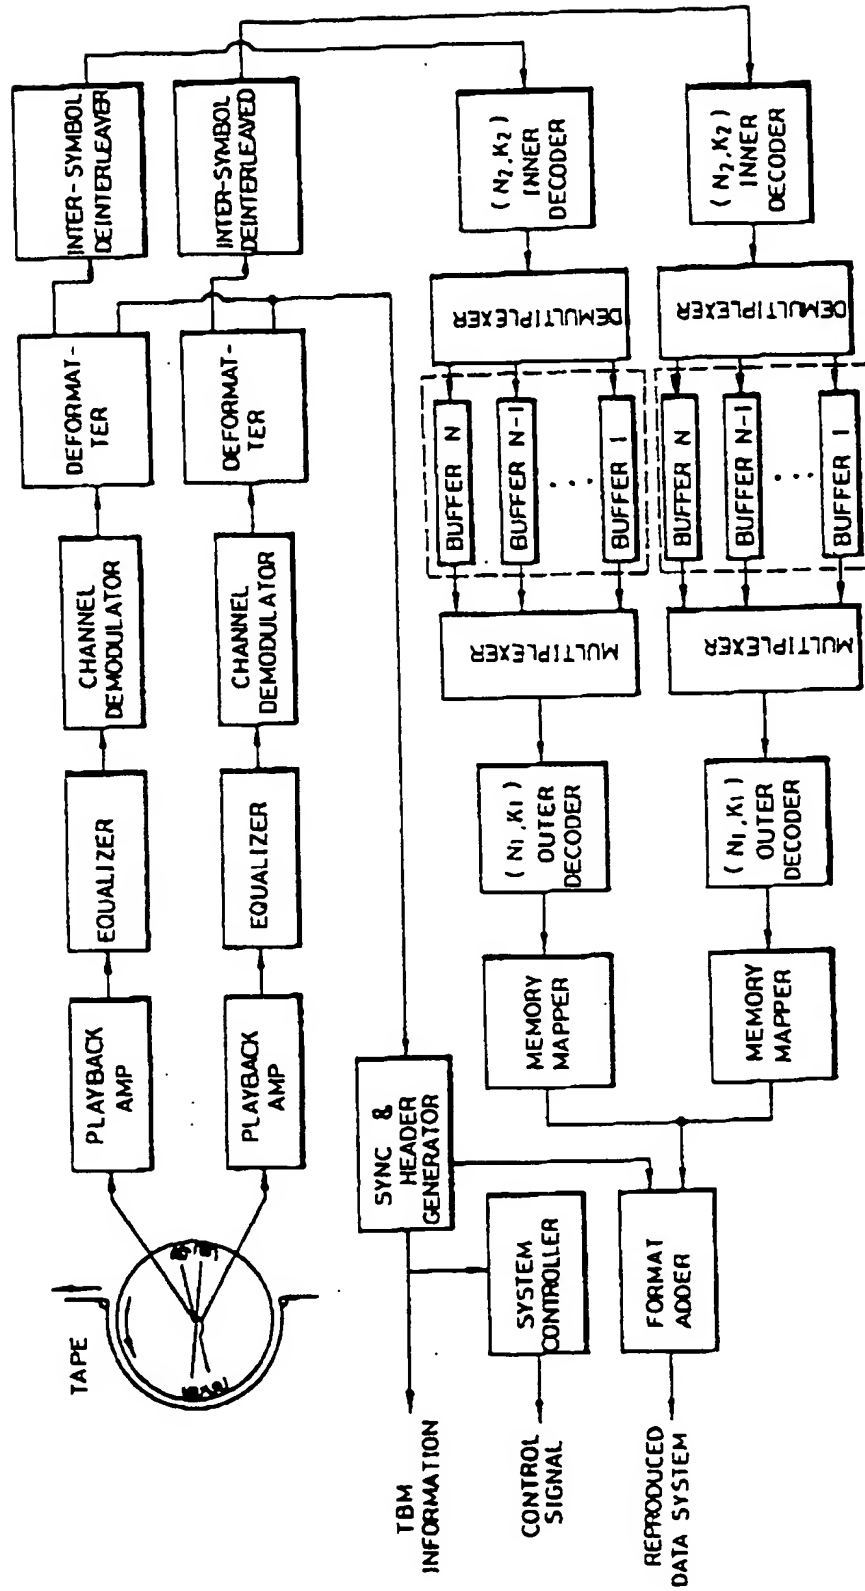 TAPE
PLAYBACK
AMP
EQUALIZER
CHANNEL
DEMODULATOR
DEFORMAT-
TER
INTER-SYMBOL
DEINTERLEAVER
PLAYBACK
AMP
EQUALIZER
CHANNEL
DEMODULATOR
DEFORMAT-
TER
INTER-SYMBOL
DEINTERLEAVED
TBM
INFORMATION
SYNC &
HEADER
GENERATOR
CONTROL
SIGNAL
SYSTEM
CONTROLLER
REPRODUCED
DATA SYSTEM
FORMAT
ADDER
MEMORY
MAPPER
(N1,K1)
OUTER
DECODER
MULTIPLEXER
BUFFER N
BUFFER N-1
...
BUFFER 1
DEMULTIPLEXER
(N2,K2)
INNER
DECODER
MEMORY
MAPPER
(N1,K1)
OUTER
DECODER
MULTIPLEXER
BUFFER N
BUFFER N-1
...
BUFFER 1
DEMULTIPLEXER
(N2,K2)
INNER
DECODER